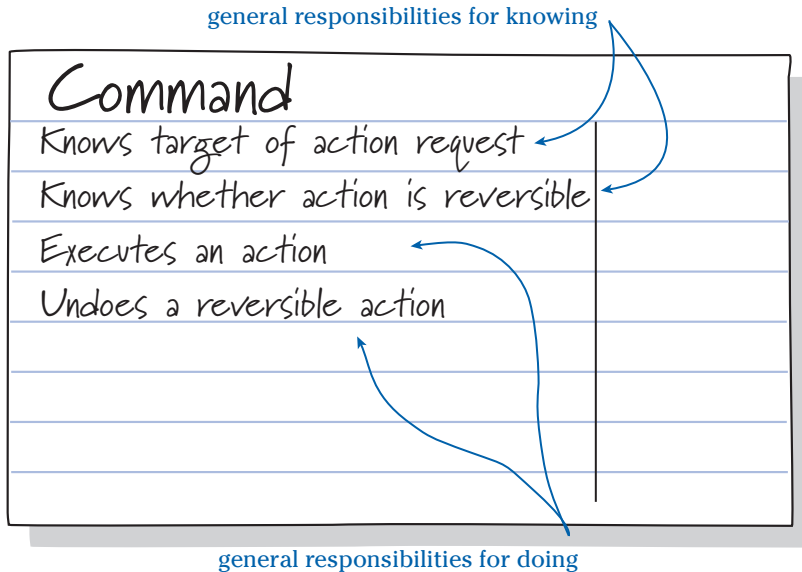 general responsibilities for knowing
Command
Knows target of action request
Knows whether action is reversible
Executes an action
Undoes a reversible action
general responsibilities for doing